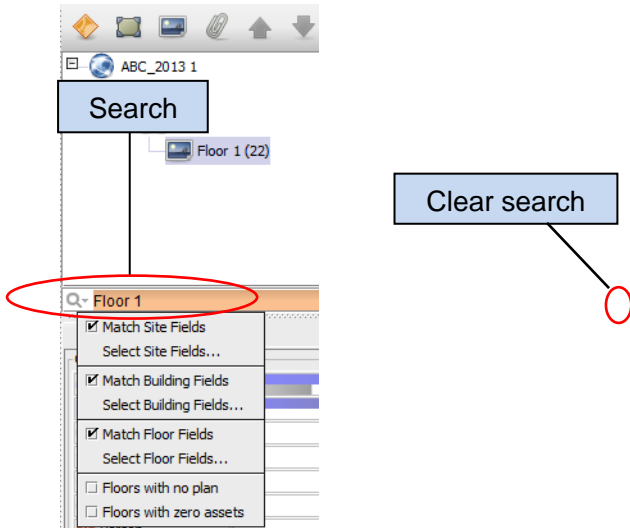 ABC_2013 1
Search
Floor 1 (22)
Clear search
Floor 1
Match Site Fields
Select Site Fields...
Match Building Fields
Select Building Fields...
Match Floor Fields
Select Floor Fields...
Floors with no plan
Floors with zero assets